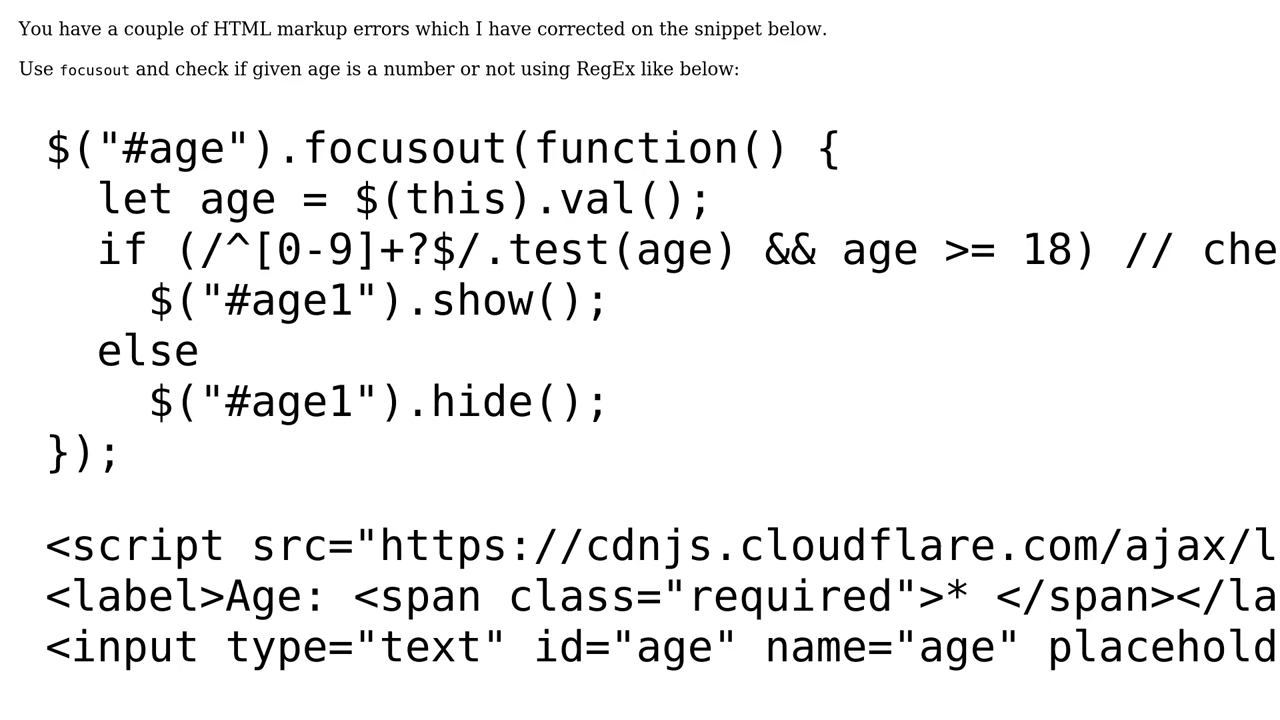 You have a couple of HTML markup errors which I have corrected on the snippet below.
Use focusout and check if given age is a number or not using RegEx like below:
$("#age").focusout(function() {
  let age = $(this).val();
  if (/^[0-9]+?$/.test(age) && age >= 18) // che
    $("#age1").show();
  else
    $("#age1").hide();
});
<script src="https://cdnjs.cloudflare.com/ajax/l
<label>Age: <span class="required">* </span></la
<input type="text" id="age" name="age" placehold